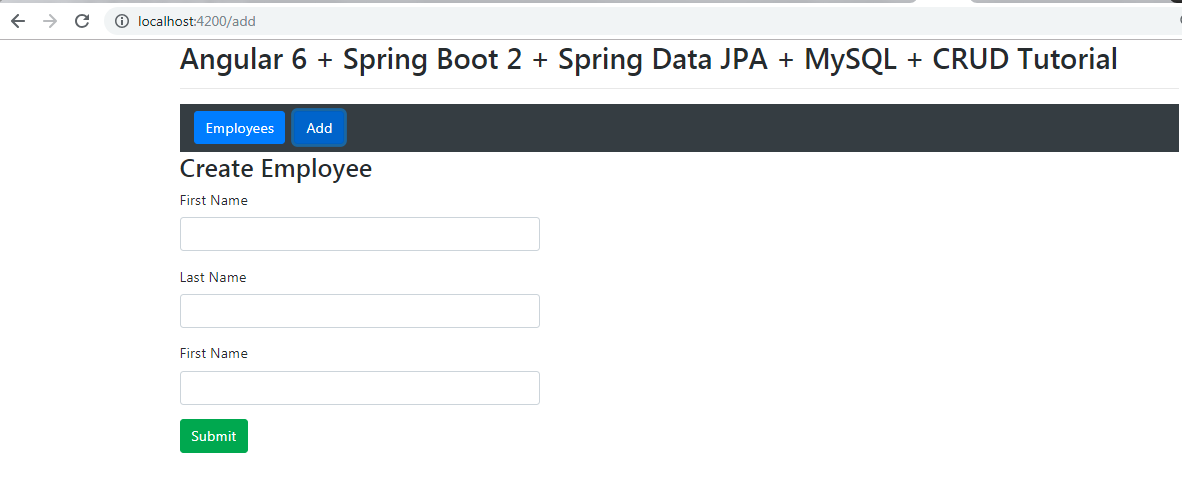 localhost:4200/add
Angular 6 + Spring Boot 2 + Spring Data JPA + MySQL + CRUD Tutorial
Employees Add
Create Employee
First Name
Last Name
First Name
Submit